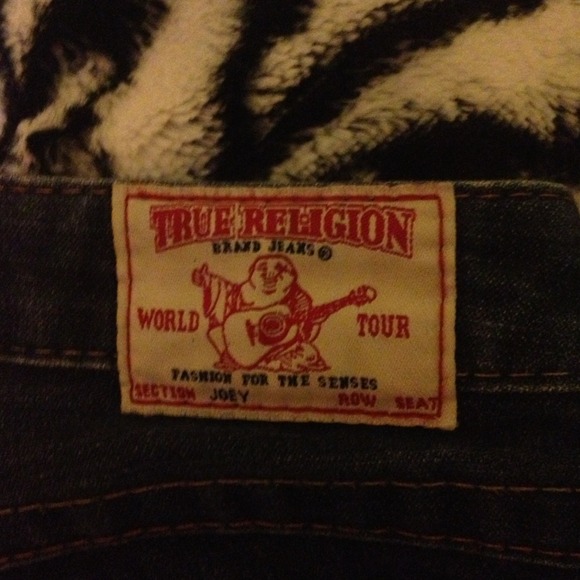 TRUE RELIGION
BRAND JEANS®
WORLD TOUR
FASHION FOR THE SENSES
SECTION JOEY ROW SEAT